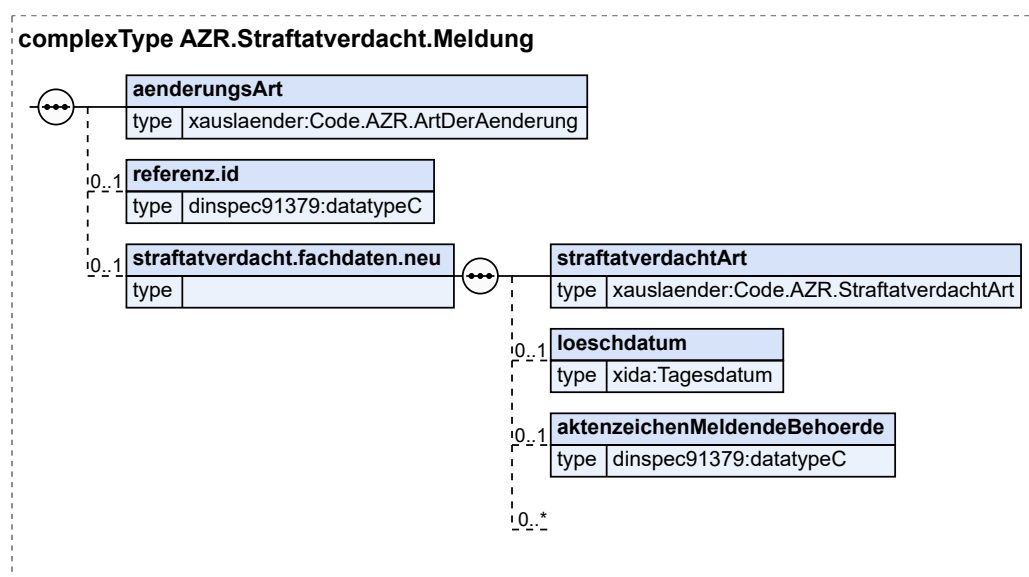 complexType AZR.Straftatverdacht.Meldung
aenderungsArt
type xauslaender:Code.AZR.ArtDerAenderung
0..1 referenz.id
type dinspec91379:datatypeC
0..1 straftatverdacht.fachdaten.neu
type
straftatverdachtArt
type xauslaender:Code.AZR.StraftatverdachtArt
0..1 loeschdatum
type xida:Tagesdatum
0..1 aktenzeichenMeldendeBehoerde
type dinspec91379:datatypeC
0..*